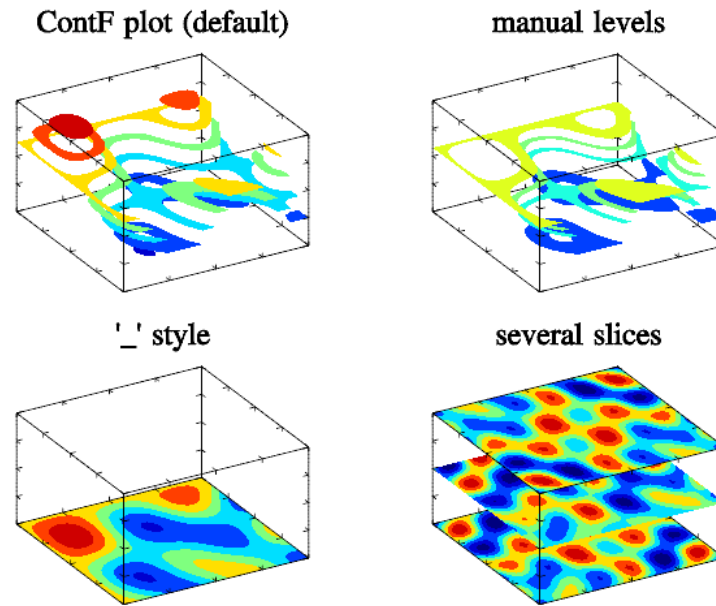 ContF plot (default)
manual levels
'_' style
several slices